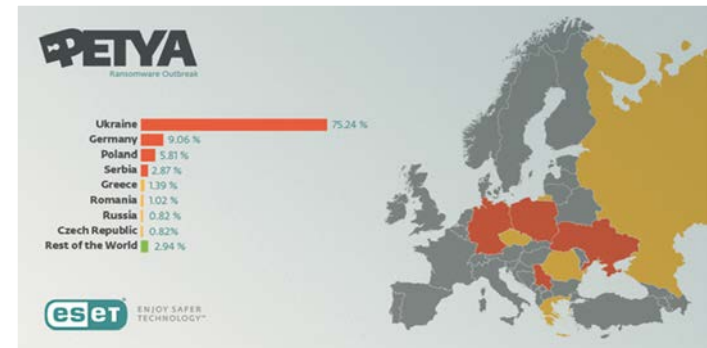 PETYA
Ransomware Outbreak
Ukraine 75.24 %
Germany 9.06 %
Poland 5.81 %
Serbia 2.87 %
Greece 1.39 %
Romania 1.02 %
Russia 0.82 %
Czech Republic 0.82%
Rest of the World 2.94 %
eset ENJOY SAFER
TECHNOLOGY™